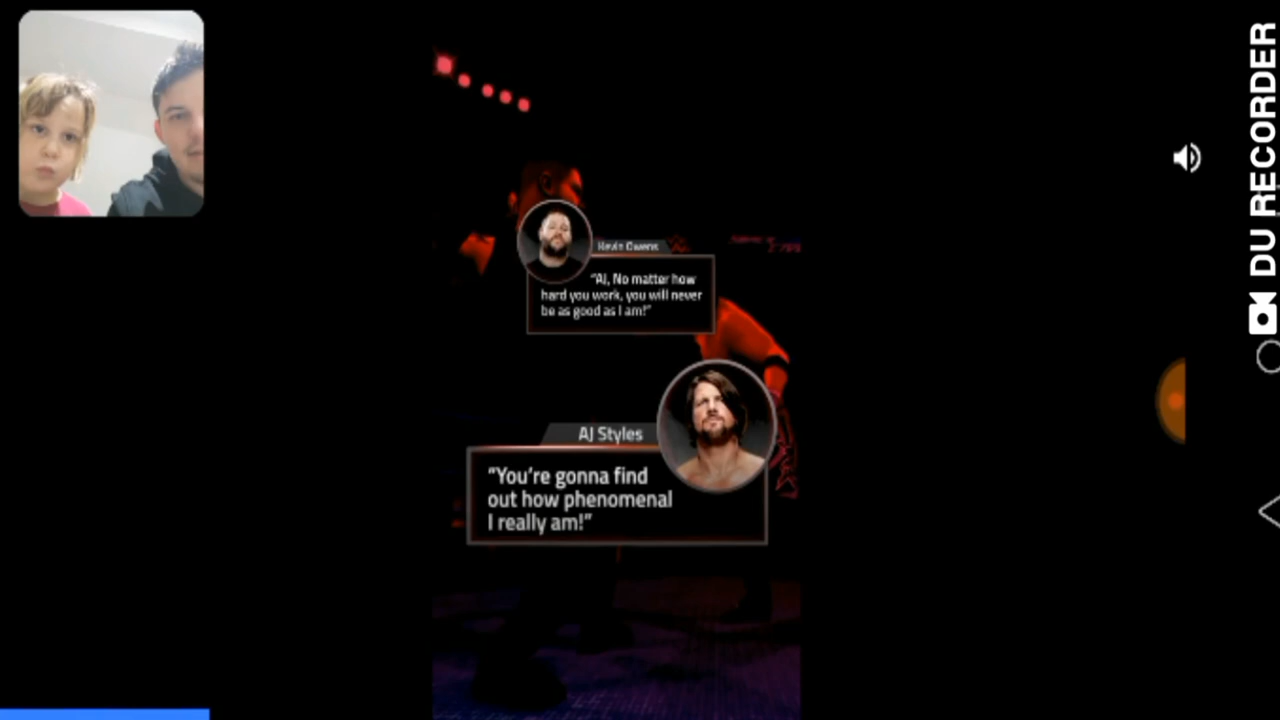 Kevin Owens
"AJ, No matter how
hard you work, you will never
be as good as I am!"
AJ Styles
"You're gonna find
out how phenomenal
I really am!"
DU RECORDER